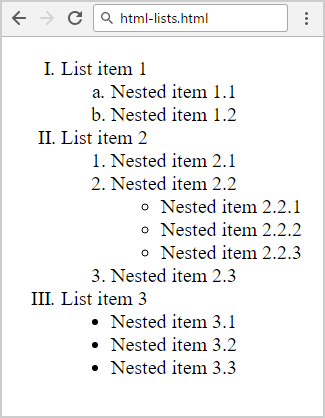 html-lists.html
I. List item 1
a. Nested item 1.1
b. Nested item 1.2
II. List item 2
1. Nested item 2.1
2. Nested item 2.2
○ Nested item 2.2.1
○ Nested item 2.2.2
○ Nested item 2.2.3
3. Nested item 2.3
III. List item 3
• Nested item 3.1
• Nested item 3.2
• Nested item 3.3